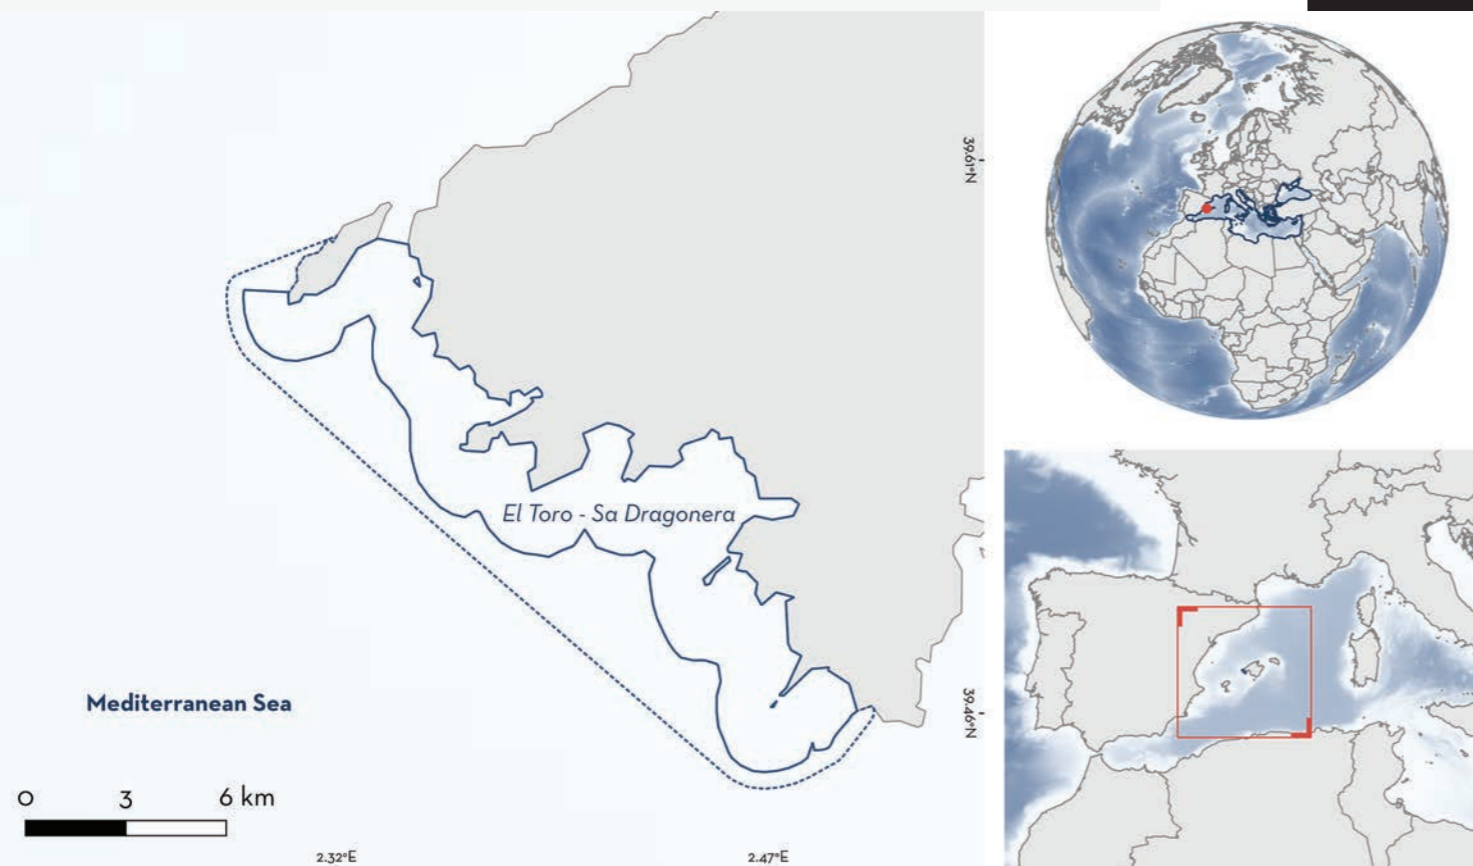 39.61°N
El Toro - Sa Dragonera
Mediterranean Sea
39.46°N
0 3 6 km
2.32°E 2.47°E